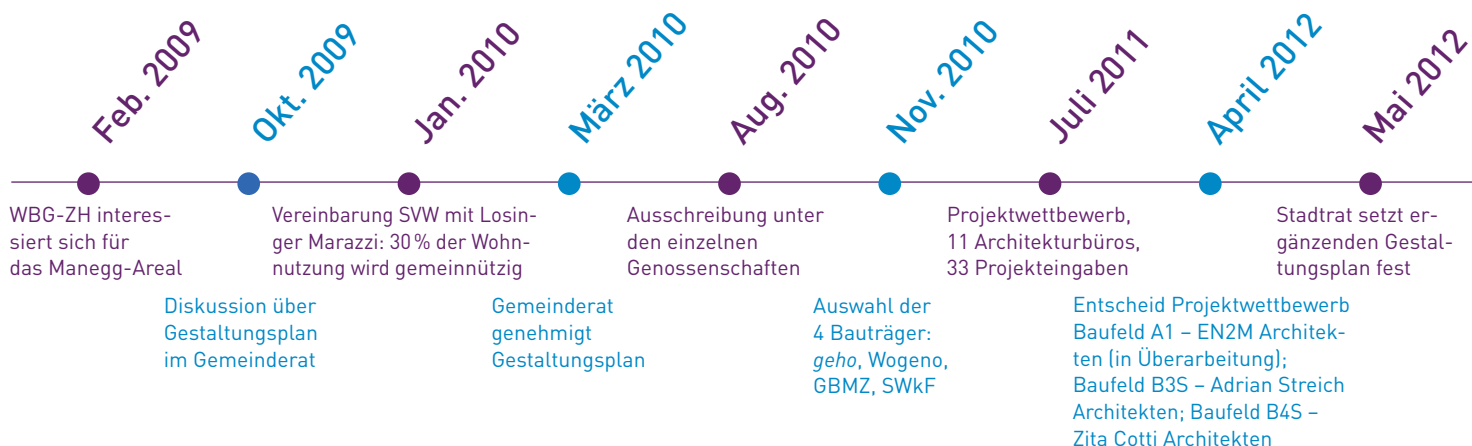 Feb. 2009
Okt. 2009
Jan. 2010
März 2010
Aug. 2010
Nov. 2010
Juli 2011
April 2012
Mai 2012
WBG-ZH interes-
siert sich für
das Manegg-Areal
Diskussion über
Gestaltungsplan
im Gemeinderat
Vereinbarung SVW mit Losin-
ger Marazzi: 30 % der Wohn-
nutzung wird gemeinnützig
Gemeinderat
genehmigt
Gestaltungsplan
Ausschreibung unter
den einzelnen
Genossenschaften
Auswahl der
4 Bauträger:
geho, Wogeno,
GBMZ, SWkF
Projektwettbewerb,
11 Architekturbüros,
33 Projekteingaben
Entscheid Projektwettbewerb
Baufeld A1 – EN2M Architek-
ten (in Überarbeitung);
Baufeld B3S – Adrian Streich
Architekten; Baufeld B4S –
Zita Cotti Architekten
Stadtrat setzt er-
gänzenden Gestal-
tungsplan fest